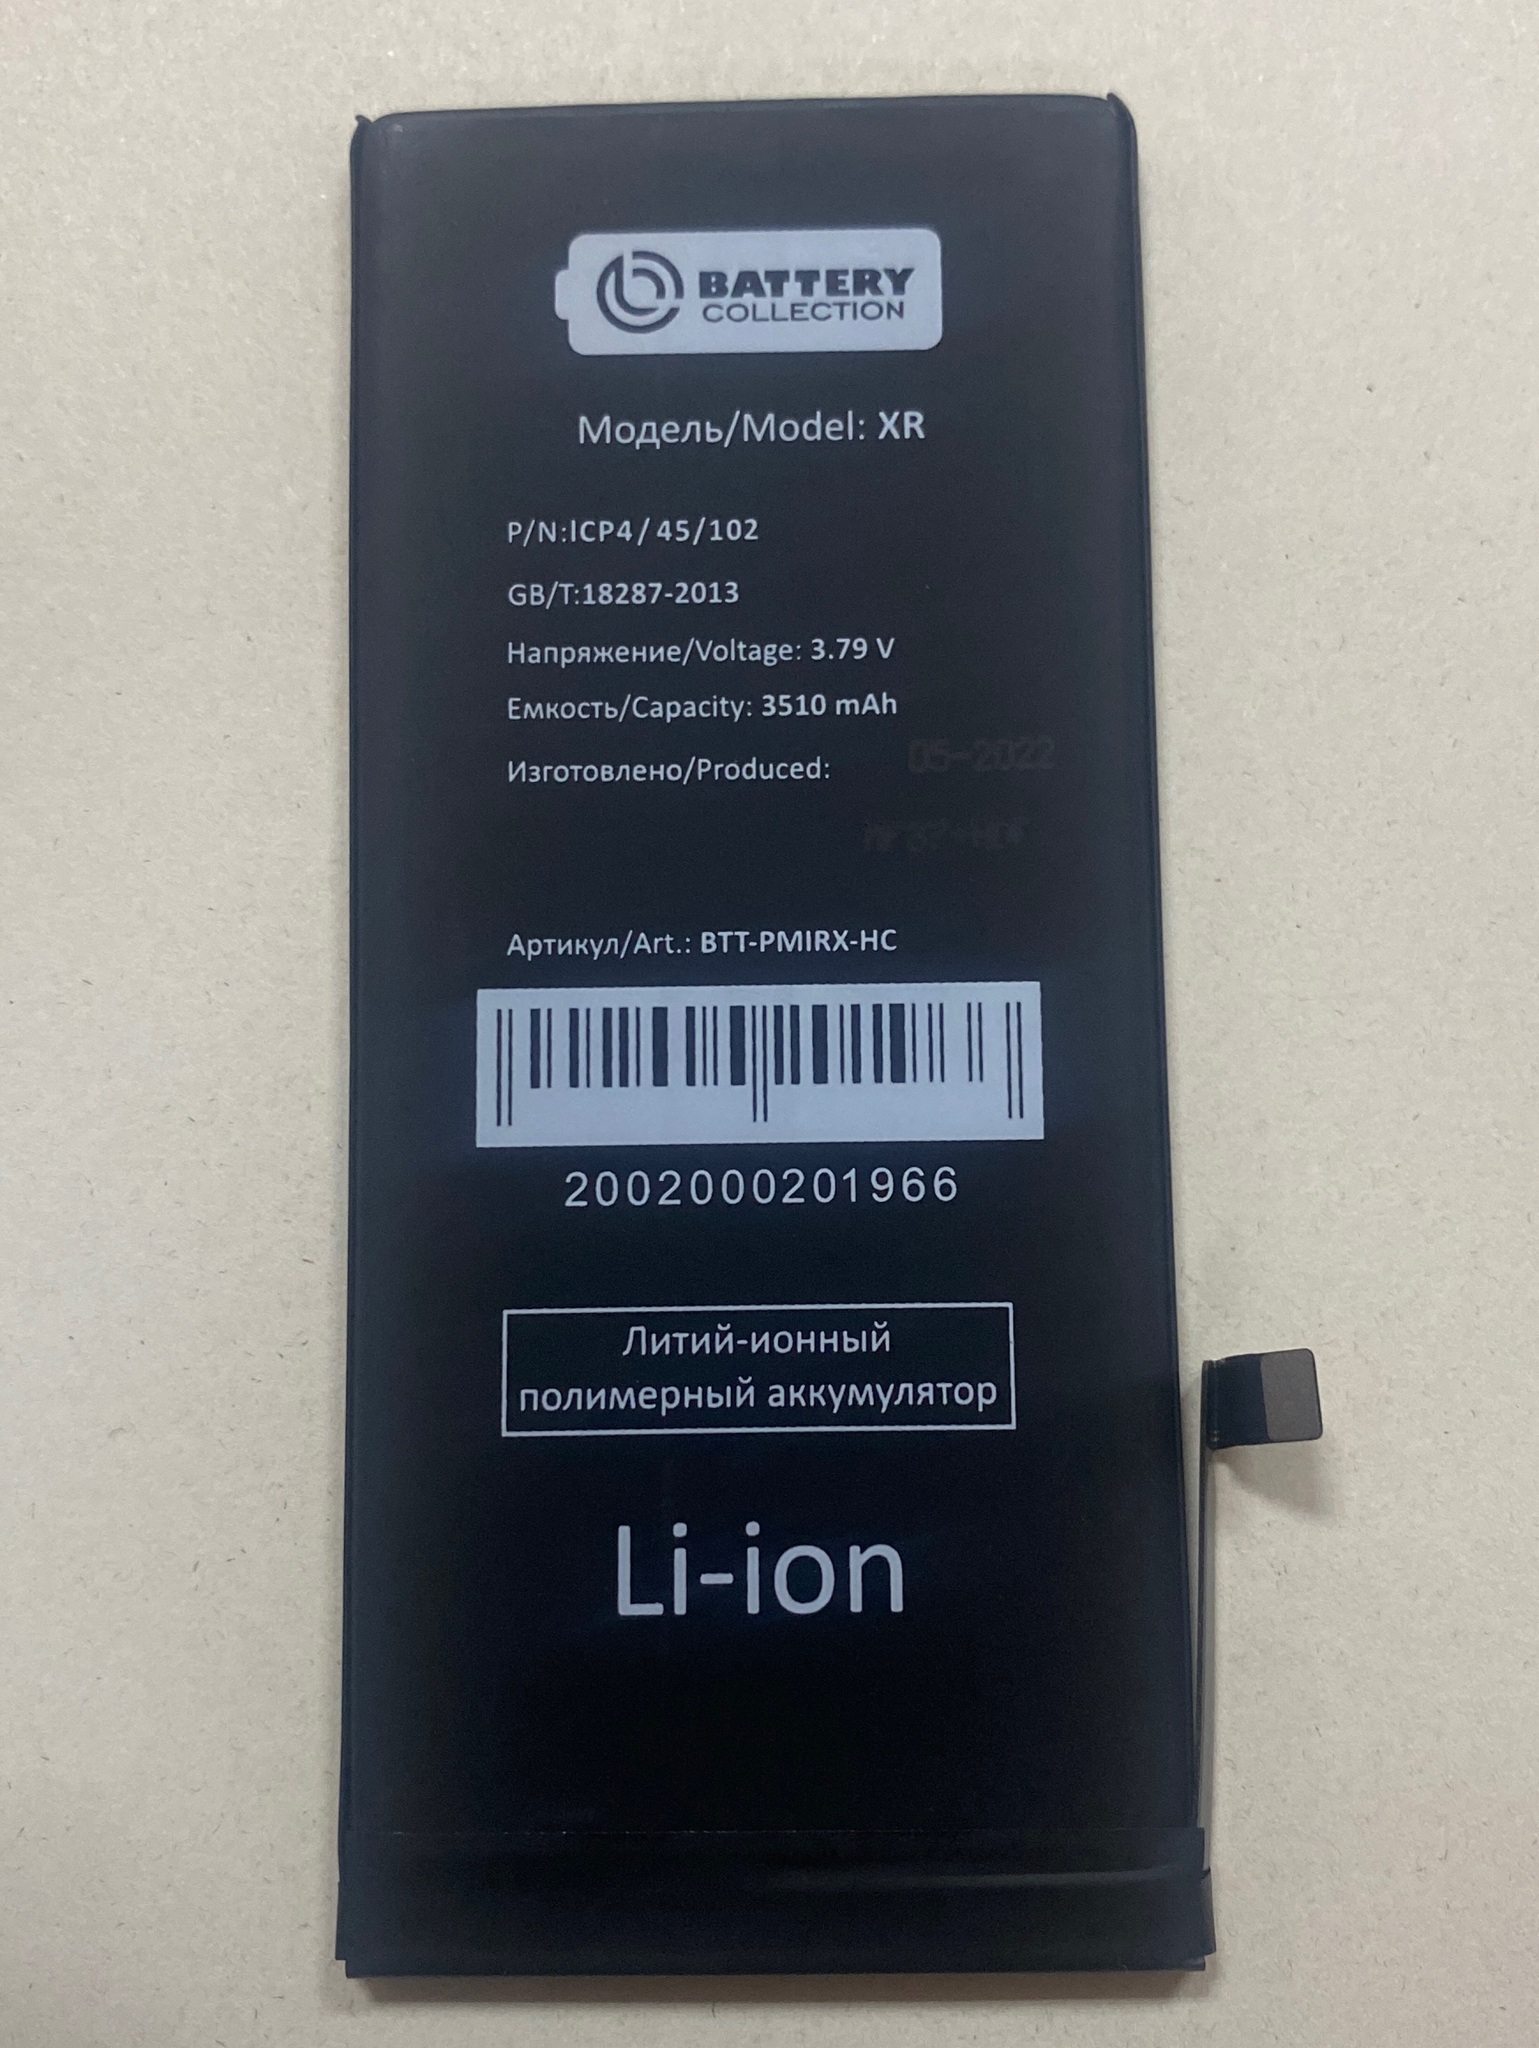 BATTERY
COLLECTION
Модель/Model: XR
P/N:ICP4/45/102
GB/T:18287-2013
Напряжение/Voltage: 3.79 V
Емкость/Capacity: 3510 mAh
Изготовлено/Produced: 05-2022
Артикул/Art.: BTT-PMIRX-HC
2002000201966
Литий-ионный
полимерный аккумулятор
Li-ion